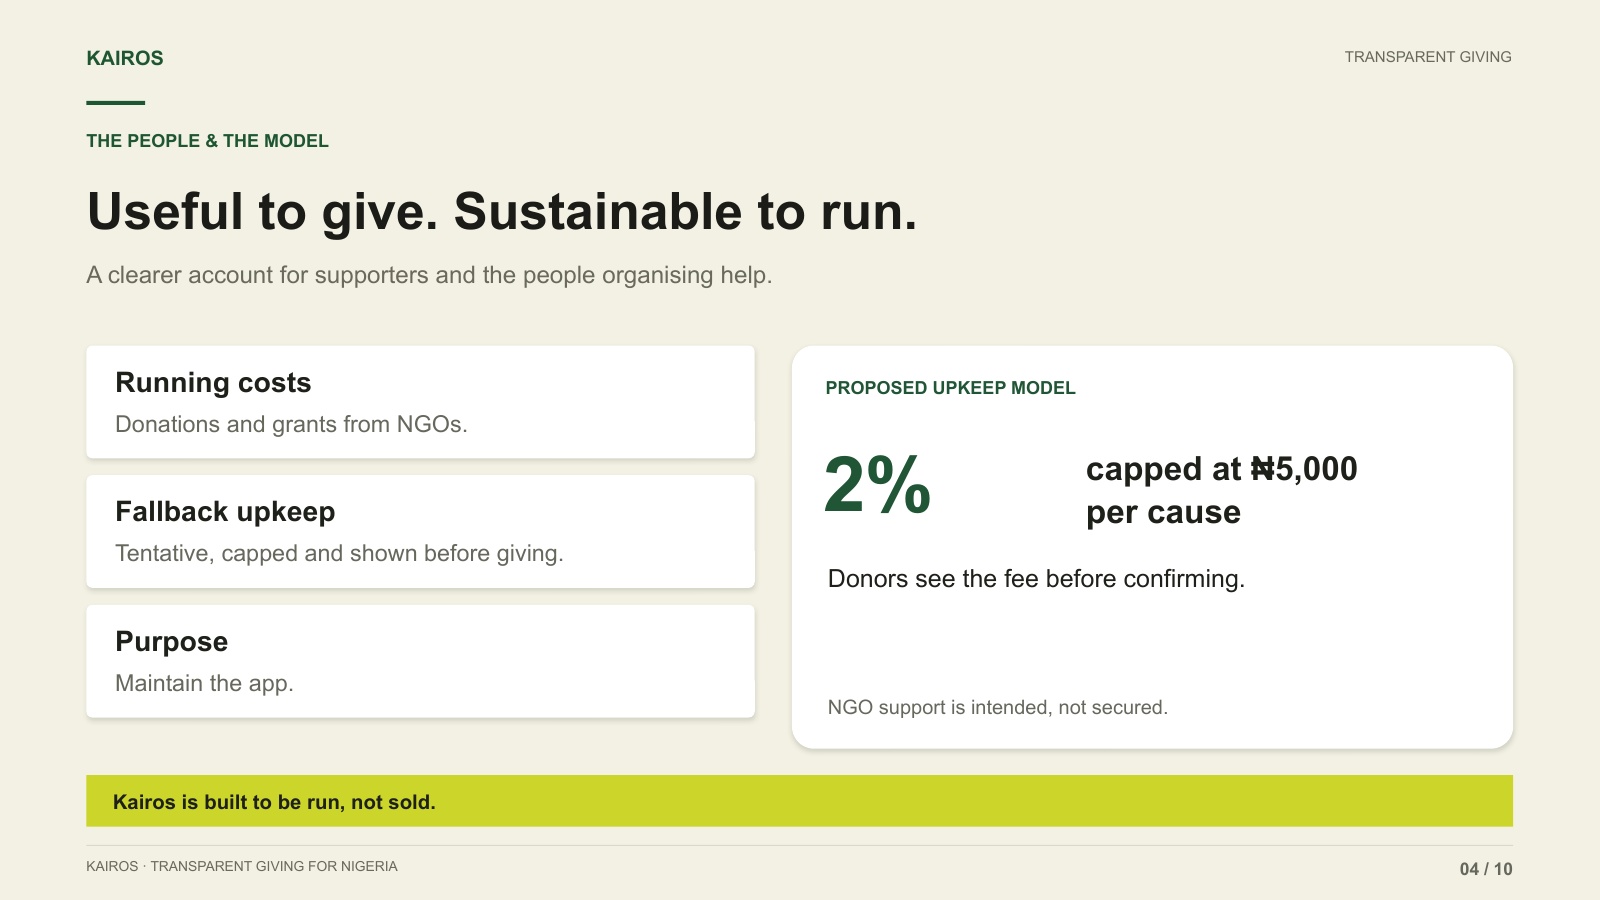 KAIROS
TRANSPARENT GIVING
THE PEOPLE & THE MODEL
Useful to give. Sustainable to run.
A clearer account for supporters and the people organising help.
Running costs
Donations and grants from NGOs.
Fallback upkeep
Tentative, capped and shown before giving.
Purpose
Maintain the app.
PROPOSED UPKEEP MODEL
2%
capped at ₦5,000
per cause
Donors see the fee before confirming.
NGO support is intended, not secured.
Kairos is built to be run, not sold.
KAIROS · TRANSPARENT GIVING FOR NIGERIA
04 / 10